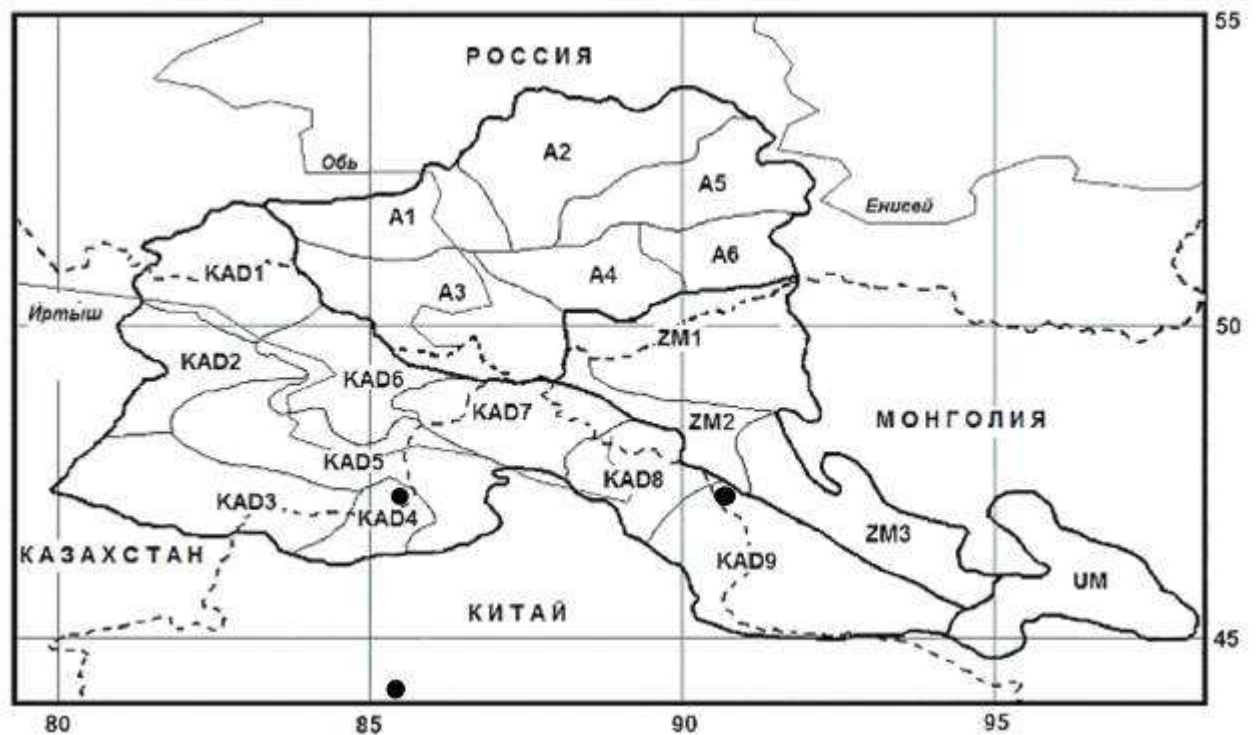 55
РОССИЯ
A2
Обь
A5
Енисей
A1
KAD1
A6
A4
A3
Иртыш
50
ZM1
KAD2
KAD6
KAD7
ZM2
МОНГОЛИЯ
KAD5
KAD8
KAD3
KAD4
ZM3
КАЗАХСТАН
KAD9
UM
КИТАЙ
45
80
85
90
95